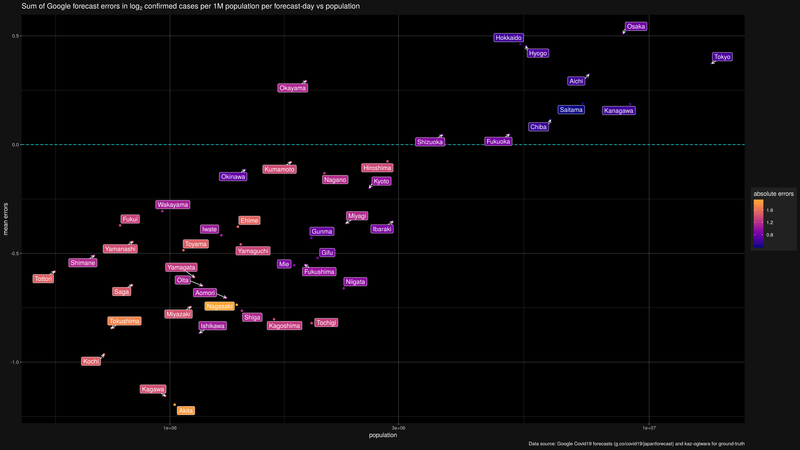 Sum of Google forecast errors in log2 confirmed cases per 1M population per forecast-day vs population
Osaka
0.5
Hokkaido
Hyogo
Tokyo
Aichi
Okayama
Saitama
Kanagawa
Chiba
0.0
Shizuoka
Fukuoka
Kumamoto
Hiroshima
Okinawa
Nagano
Kyoto
absolute errors
1.6
1.2
0.8
Wakayama
mean errors
Fukui
Ehime
Miyagi
Iwate
Gunma
Ibaraki
Toyama
Yamanashi
Yamaguchi
Gifu
-0.5
Shimane
Mie
Yamagata
Fukushima
Tottori
Oita
Niigata
Saga
Aomori
Nagasaki
Miyazaki
Shiga
Tokushima
Ishikawa
Kagoshima
Tochigi
Kochi
-1.0
Kagawa
Akita
1e+06
3e+06
1e+07
population
Data source: Google Covid19 forecasts (g.co/covid19/japanforecast) and kaz-ogiwara for ground-truth